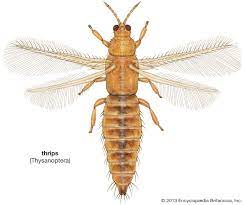 thrips
(Thysanoptera)
© 2013 Encyclopædia Britannica, Inc.